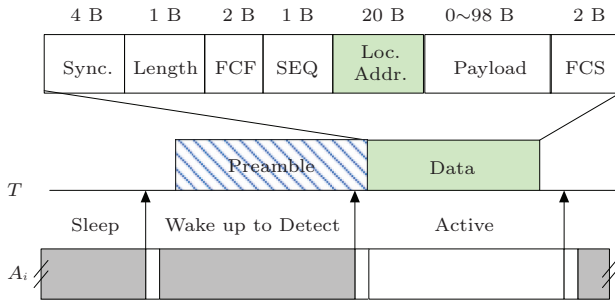 4 B 1 B 2 B 1 B 20 B 0~98 B 2 B
Sync. Length FCF SEQ Loc. Addr. Payload FCS
Preamble Data
T
Sleep Wake up to Detect Active
A_i